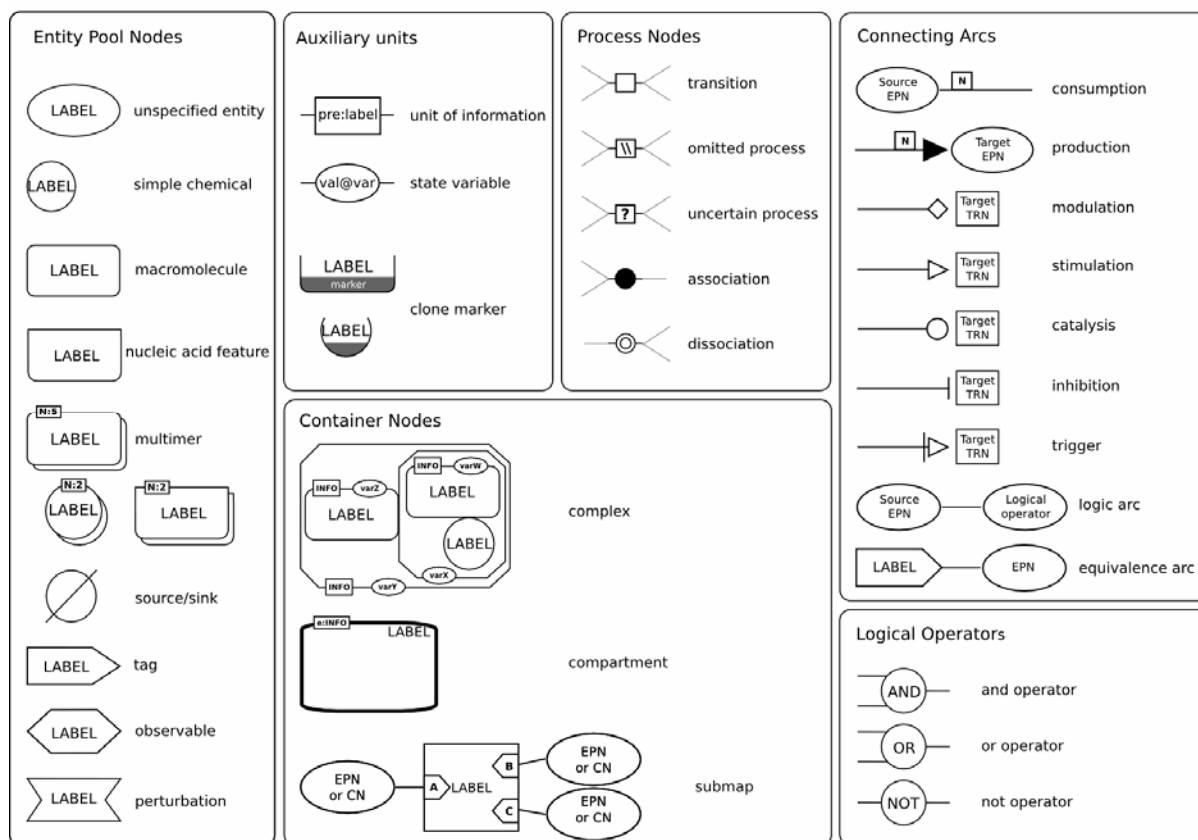 Entity Pool Nodes
LABEL unspecified entity
LABEL simple chemical
LABEL macromolecule
LABEL nucleic acid feature
N:5
LABEL multimer
N:2 N:2
LABEL LABEL
source/sink
LABEL tag
LABEL observable
LABEL perturbation
Auxiliary units
pre:label unit of information
val@var state variable
LABEL
marker
clone marker
LABEL
Process Nodes
transition
\\ omitted process
? uncertain process
association
dissociation
Container Nodes
INFO varW
INFO varZ LABEL
LABEL
complex
LABEL
varX
INFO varY
e:INFO LABEL
compartment
EPN
or CN
A LABEL B C
EPN
or CN
EPN
or CN
submap
Connecting Arcs
Source
EPN
N consumption
N Target
EPN
production
Target
TRN
modulation
Target
TRN
stimulation
Target
TRN
catalysis
Target
TRN
inhibition
Target
TRN
trigger
Source
EPN
Logical
operator
logic arc
LABEL EPN equivalence arc
Logical Operators
AND and operator
OR or operator
NOT not operator